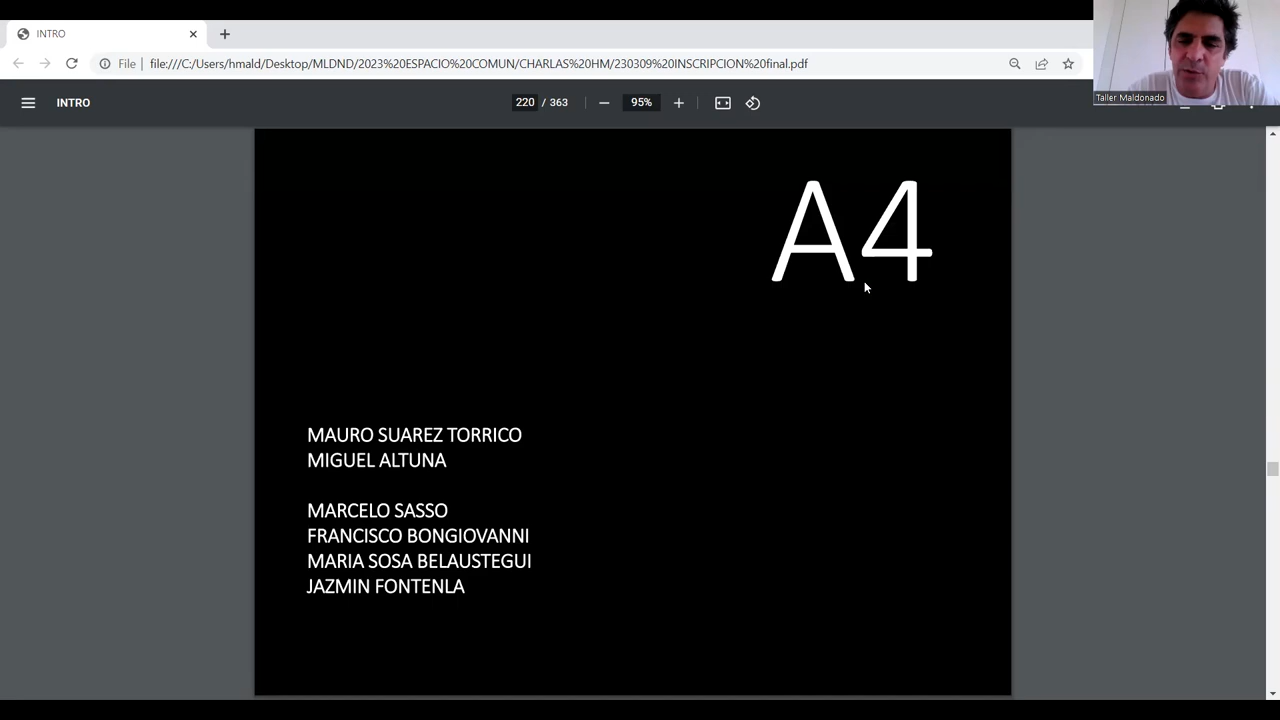 INTRO
File
file:///C:/Users/hmald/Desktop/MLDND/2023%20ESPACIO%20COMUN/CHARLAS%20HM/230309%20INSCRIPCION%20final.pdf
Taller Maldonado
INTRO
220 / 363
95%
A4
MAURO SUAREZ TORRICO
MIGUEL ALTUNA
MARCELO SASSO
FRANCISCO BONGIOVANNI
MARIA SOSA BELAUSTEGUI
JAZMIN FONTENLA